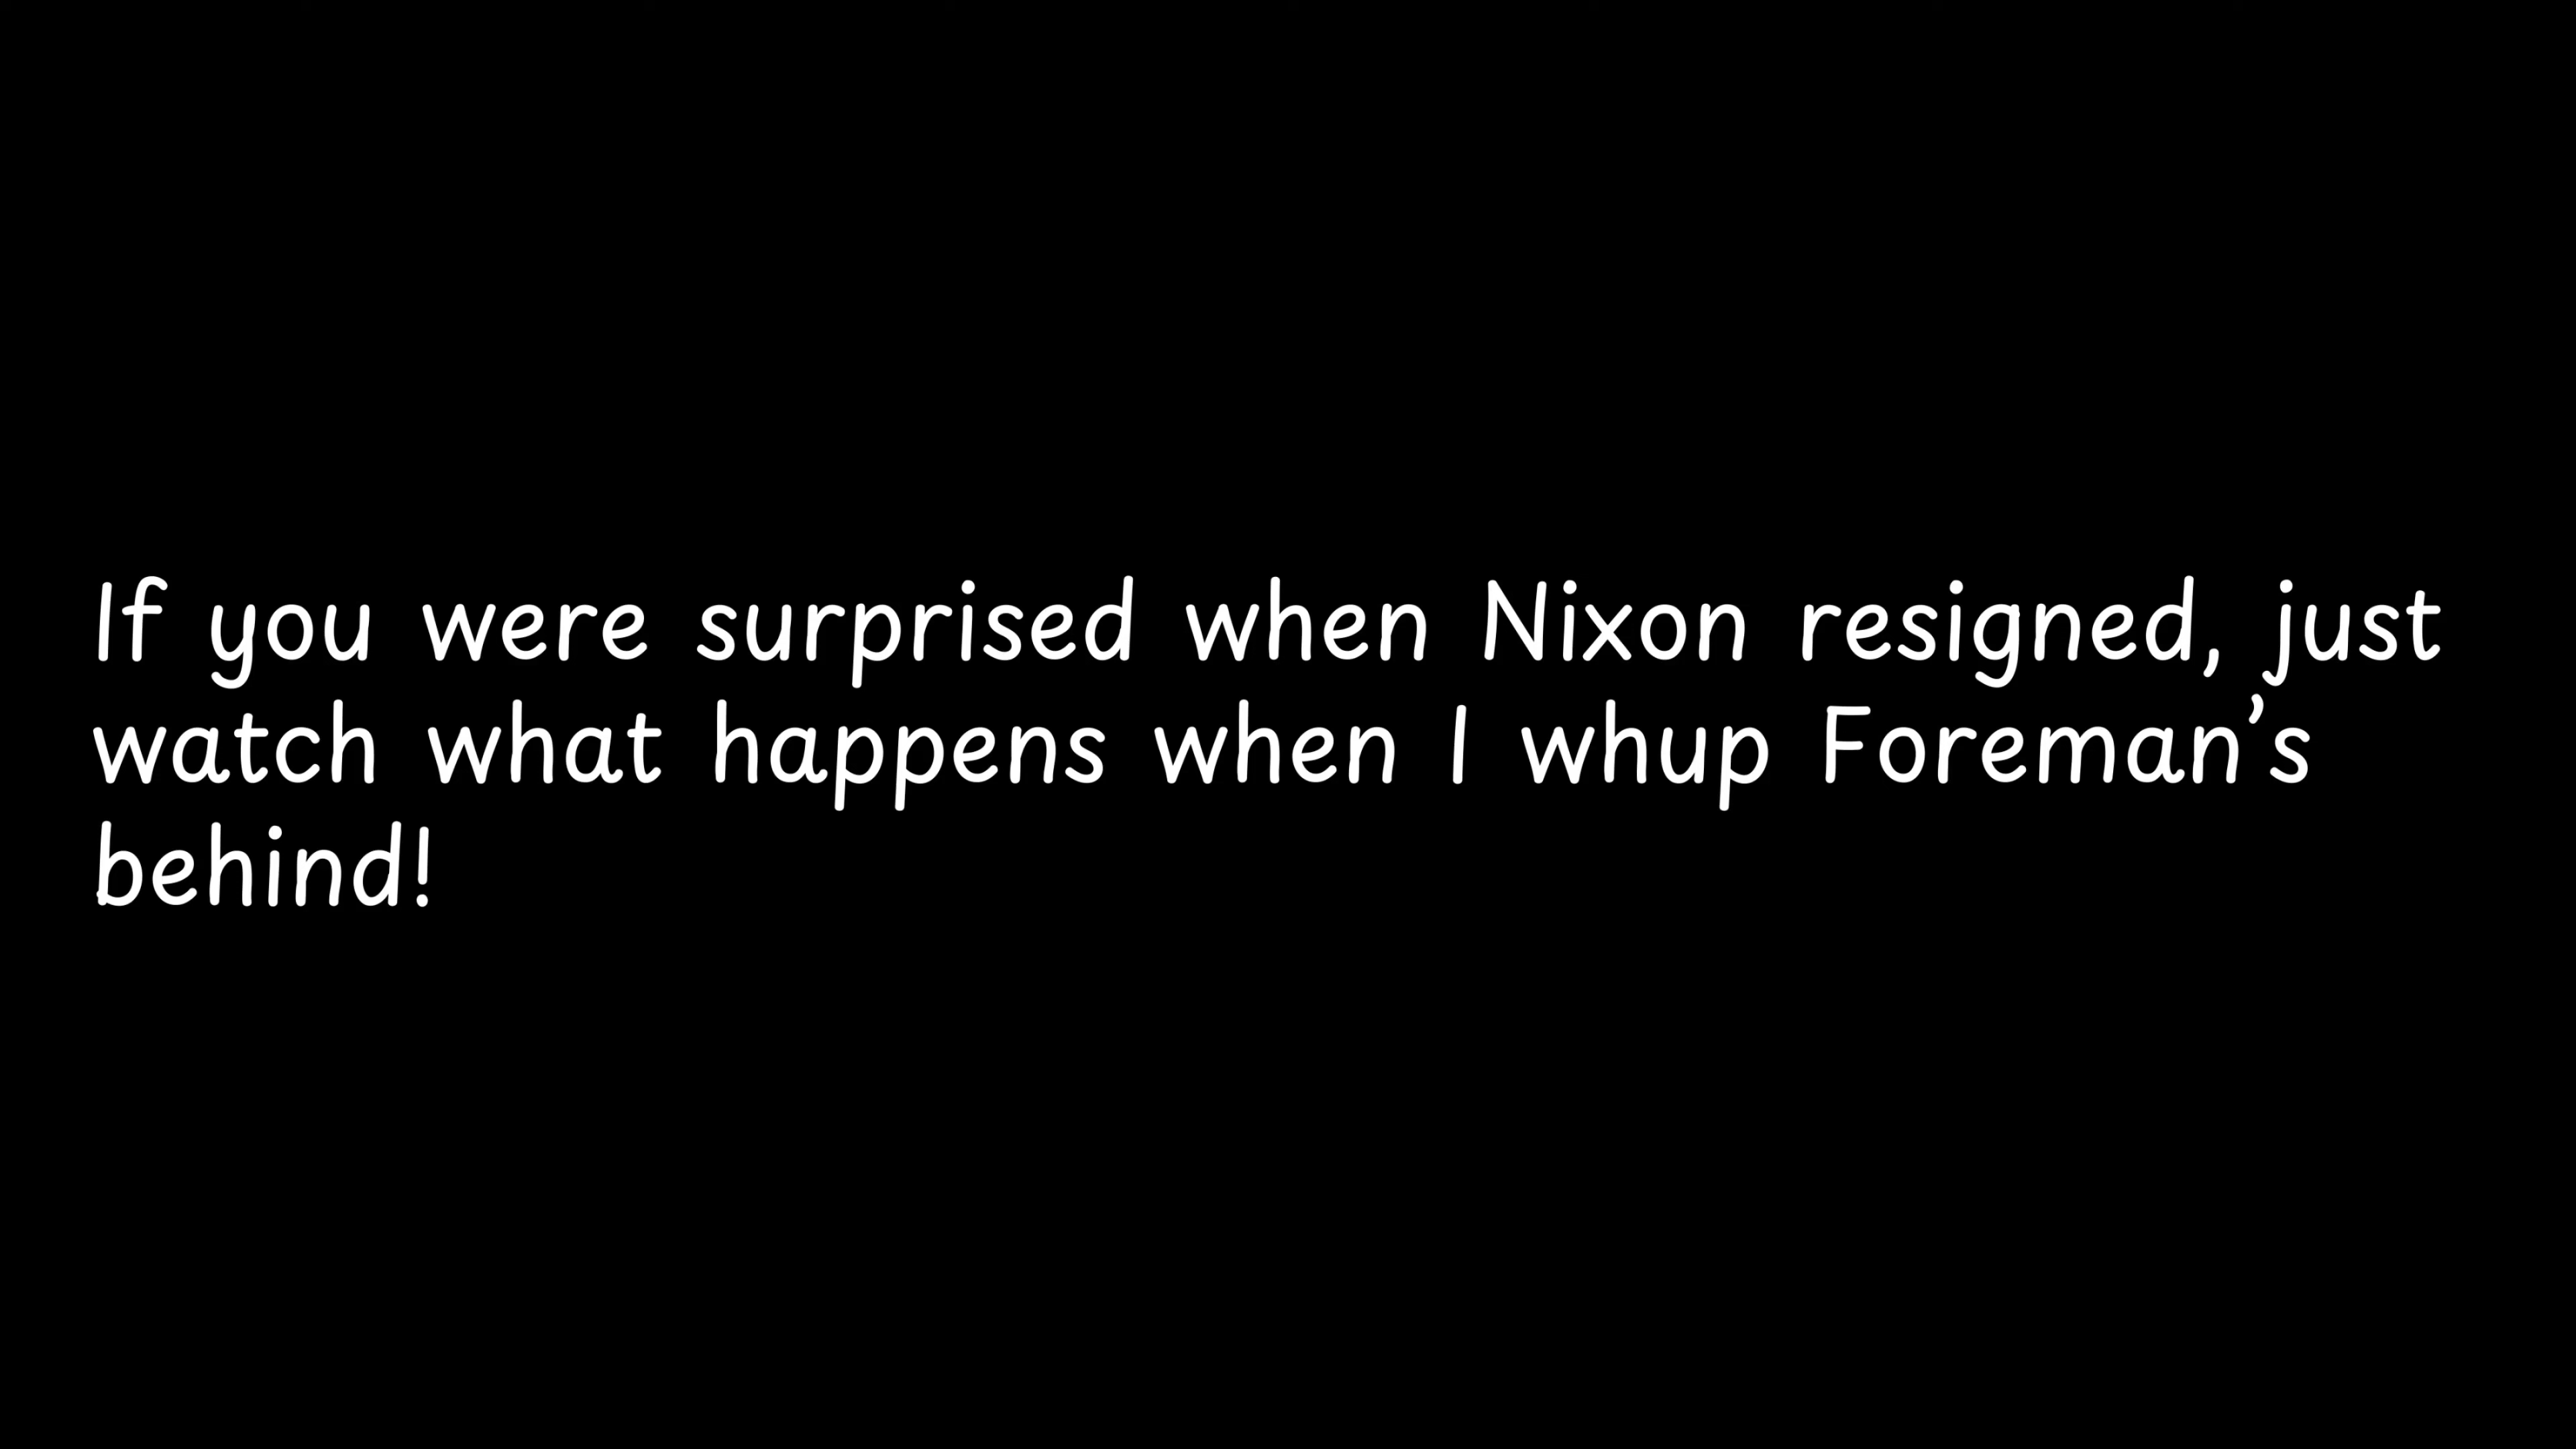 If you were surprised when Nixon resigned, just
watch what happens when I whup Foreman’s
behind!